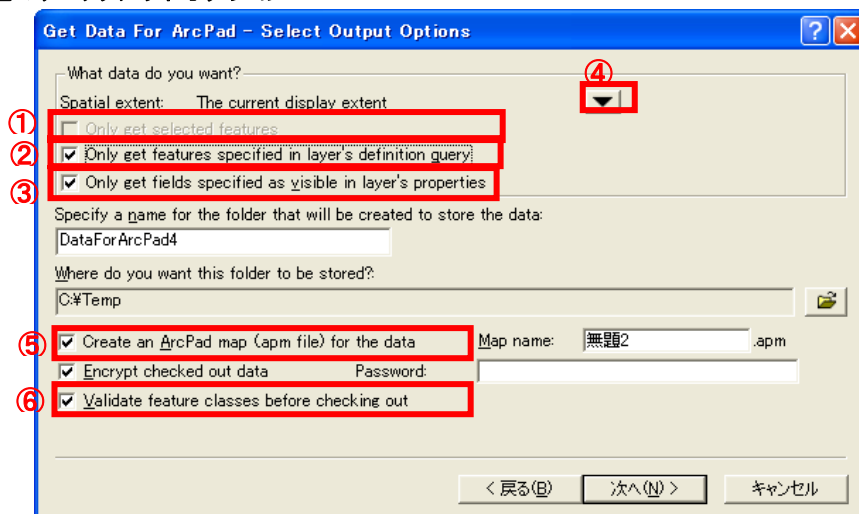 Get Data For ArcPad - Select Output Options
What data do you want?
④
Spatial extent: The current display extent
① Only get selected features
② Only get features specified in layer's definition query
③ Only get fields specified as visible in layer's properties
Specify a name for the folder that will be created to store the data:
DataForArcPad4
Where do you want this folder to be stored?:
C:¥Temp
⑤ Create an ArcPad map (apm file) for the data Map name: 無題2 .apm
Encrypt checked out data Password:
⑥ Validate feature classes before checking out
< 戻る(B) 次へ(N) > キャンセル